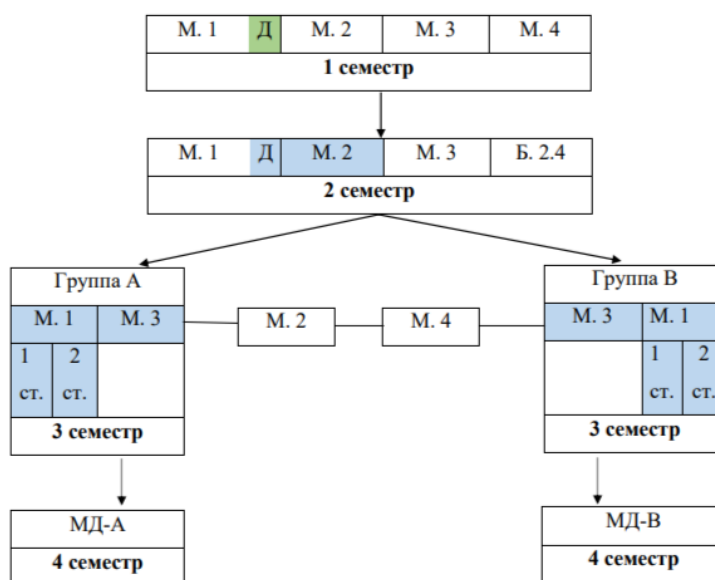 М. 1 Д М. 2 М. 3 М. 4
1 семестр
М. 1 Д М. 2 М. 3 Б. 2.4
2 семестр
Группа А
М. 1 М. 3
1 ст. 2 ст.
3 семестр
М. 2
М. 4
Группа В
М. 3 М. 1
1 ст. 2 ст.
3 семестр
МД-А
4 семестр
МД-В
4 семестр